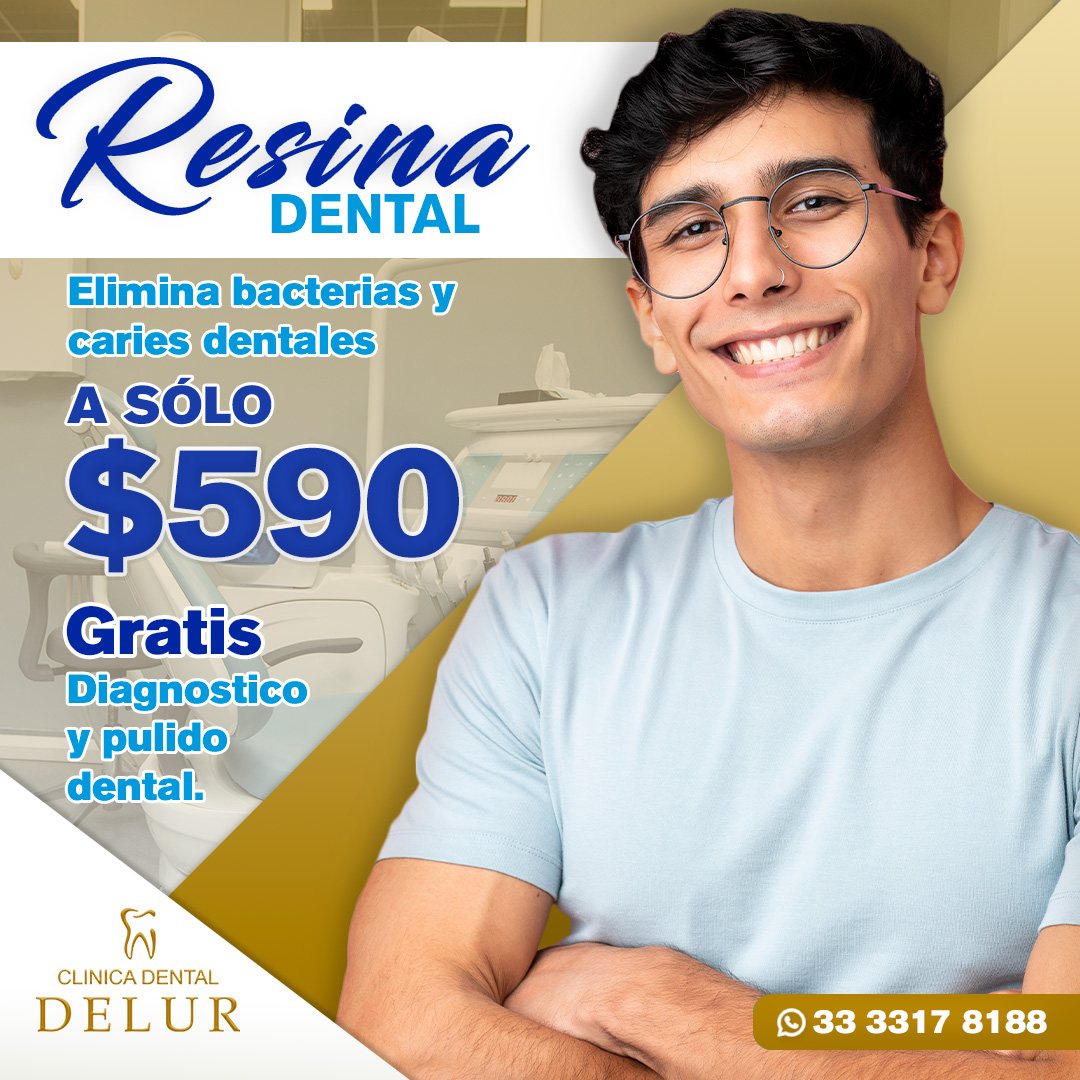 Resina
DENTAL
Elimina bacterias y
caries dentales
A SÓLO
$590
Gratis
Diagnostico
y pulido
dental.
CLINICA DENTAL
DELUR
33 3317 8188